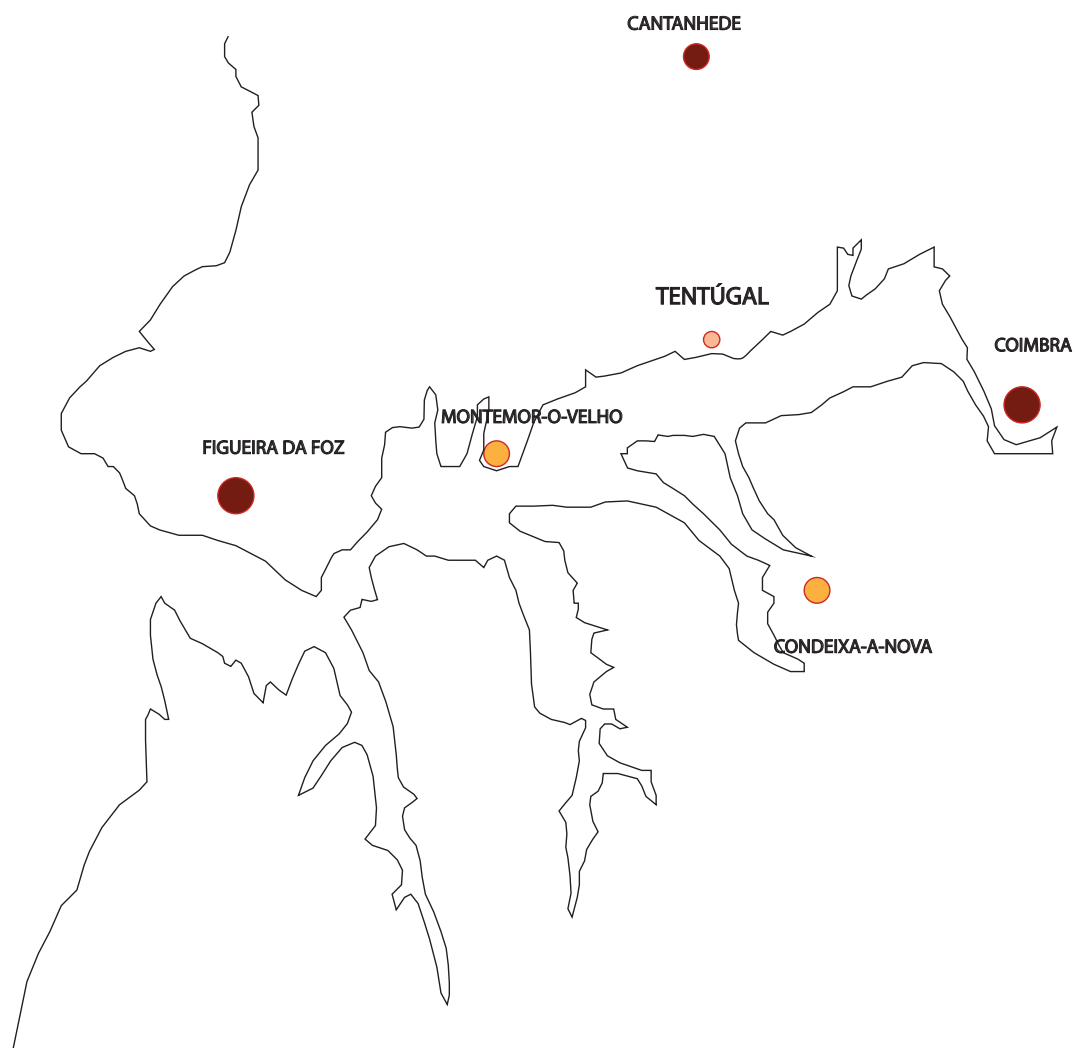 CANTANHEDE
TENTÚGAL
COIMBRA
MONTEMOR-O-VELHO
FIGUEIRA DA FOZ
CONDEIXA-A-NOVA